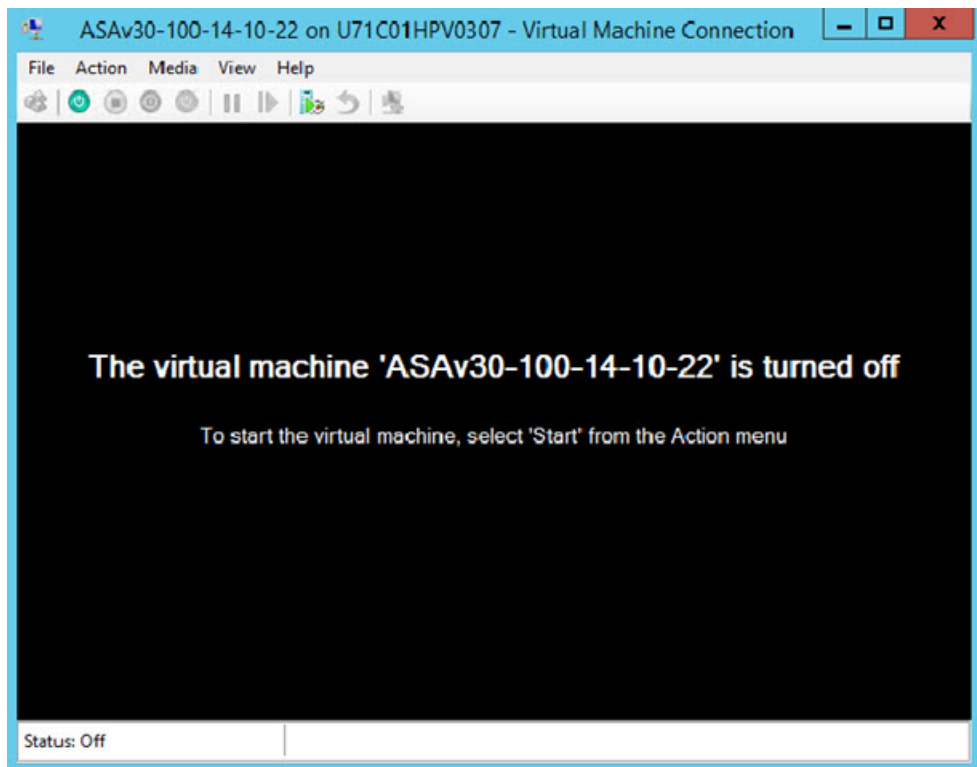 ASAv30-100-14-10-22 on U71C01HPV0307 - Virtual Machine Connection
File Action Media View Help
The virtual machine 'ASAv30-100-14-10-22' is turned off
To start the virtual machine, select 'Start' from the Action menu
Status: Off